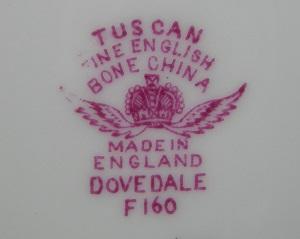 TUSCAN
FINE ENGLISH
BONE CHINA
MADE IN
ENGLAND
DOVEDALE
F160